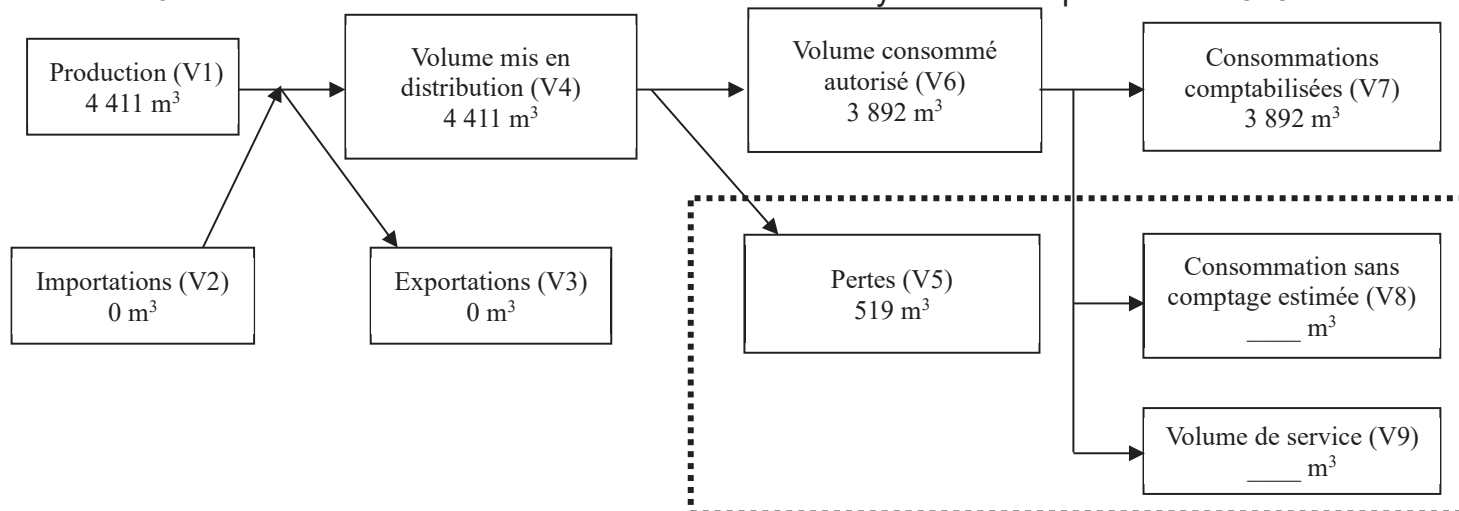 Production (V1)
4 411 m³
Volume mis en
distribution (V4)
4 411 m³
Volume consommé
autorisé (V6)
3 892 m³
Consommations
comptabilisées (V7)
3 892 m³
Importations (V2)
0 m³
Exportations (V3)
0 m³
Pertes (V5)
519 m³
Consommation sans
comptage estimée (V8)
____ m³
Volume de service (V9)
____ m³